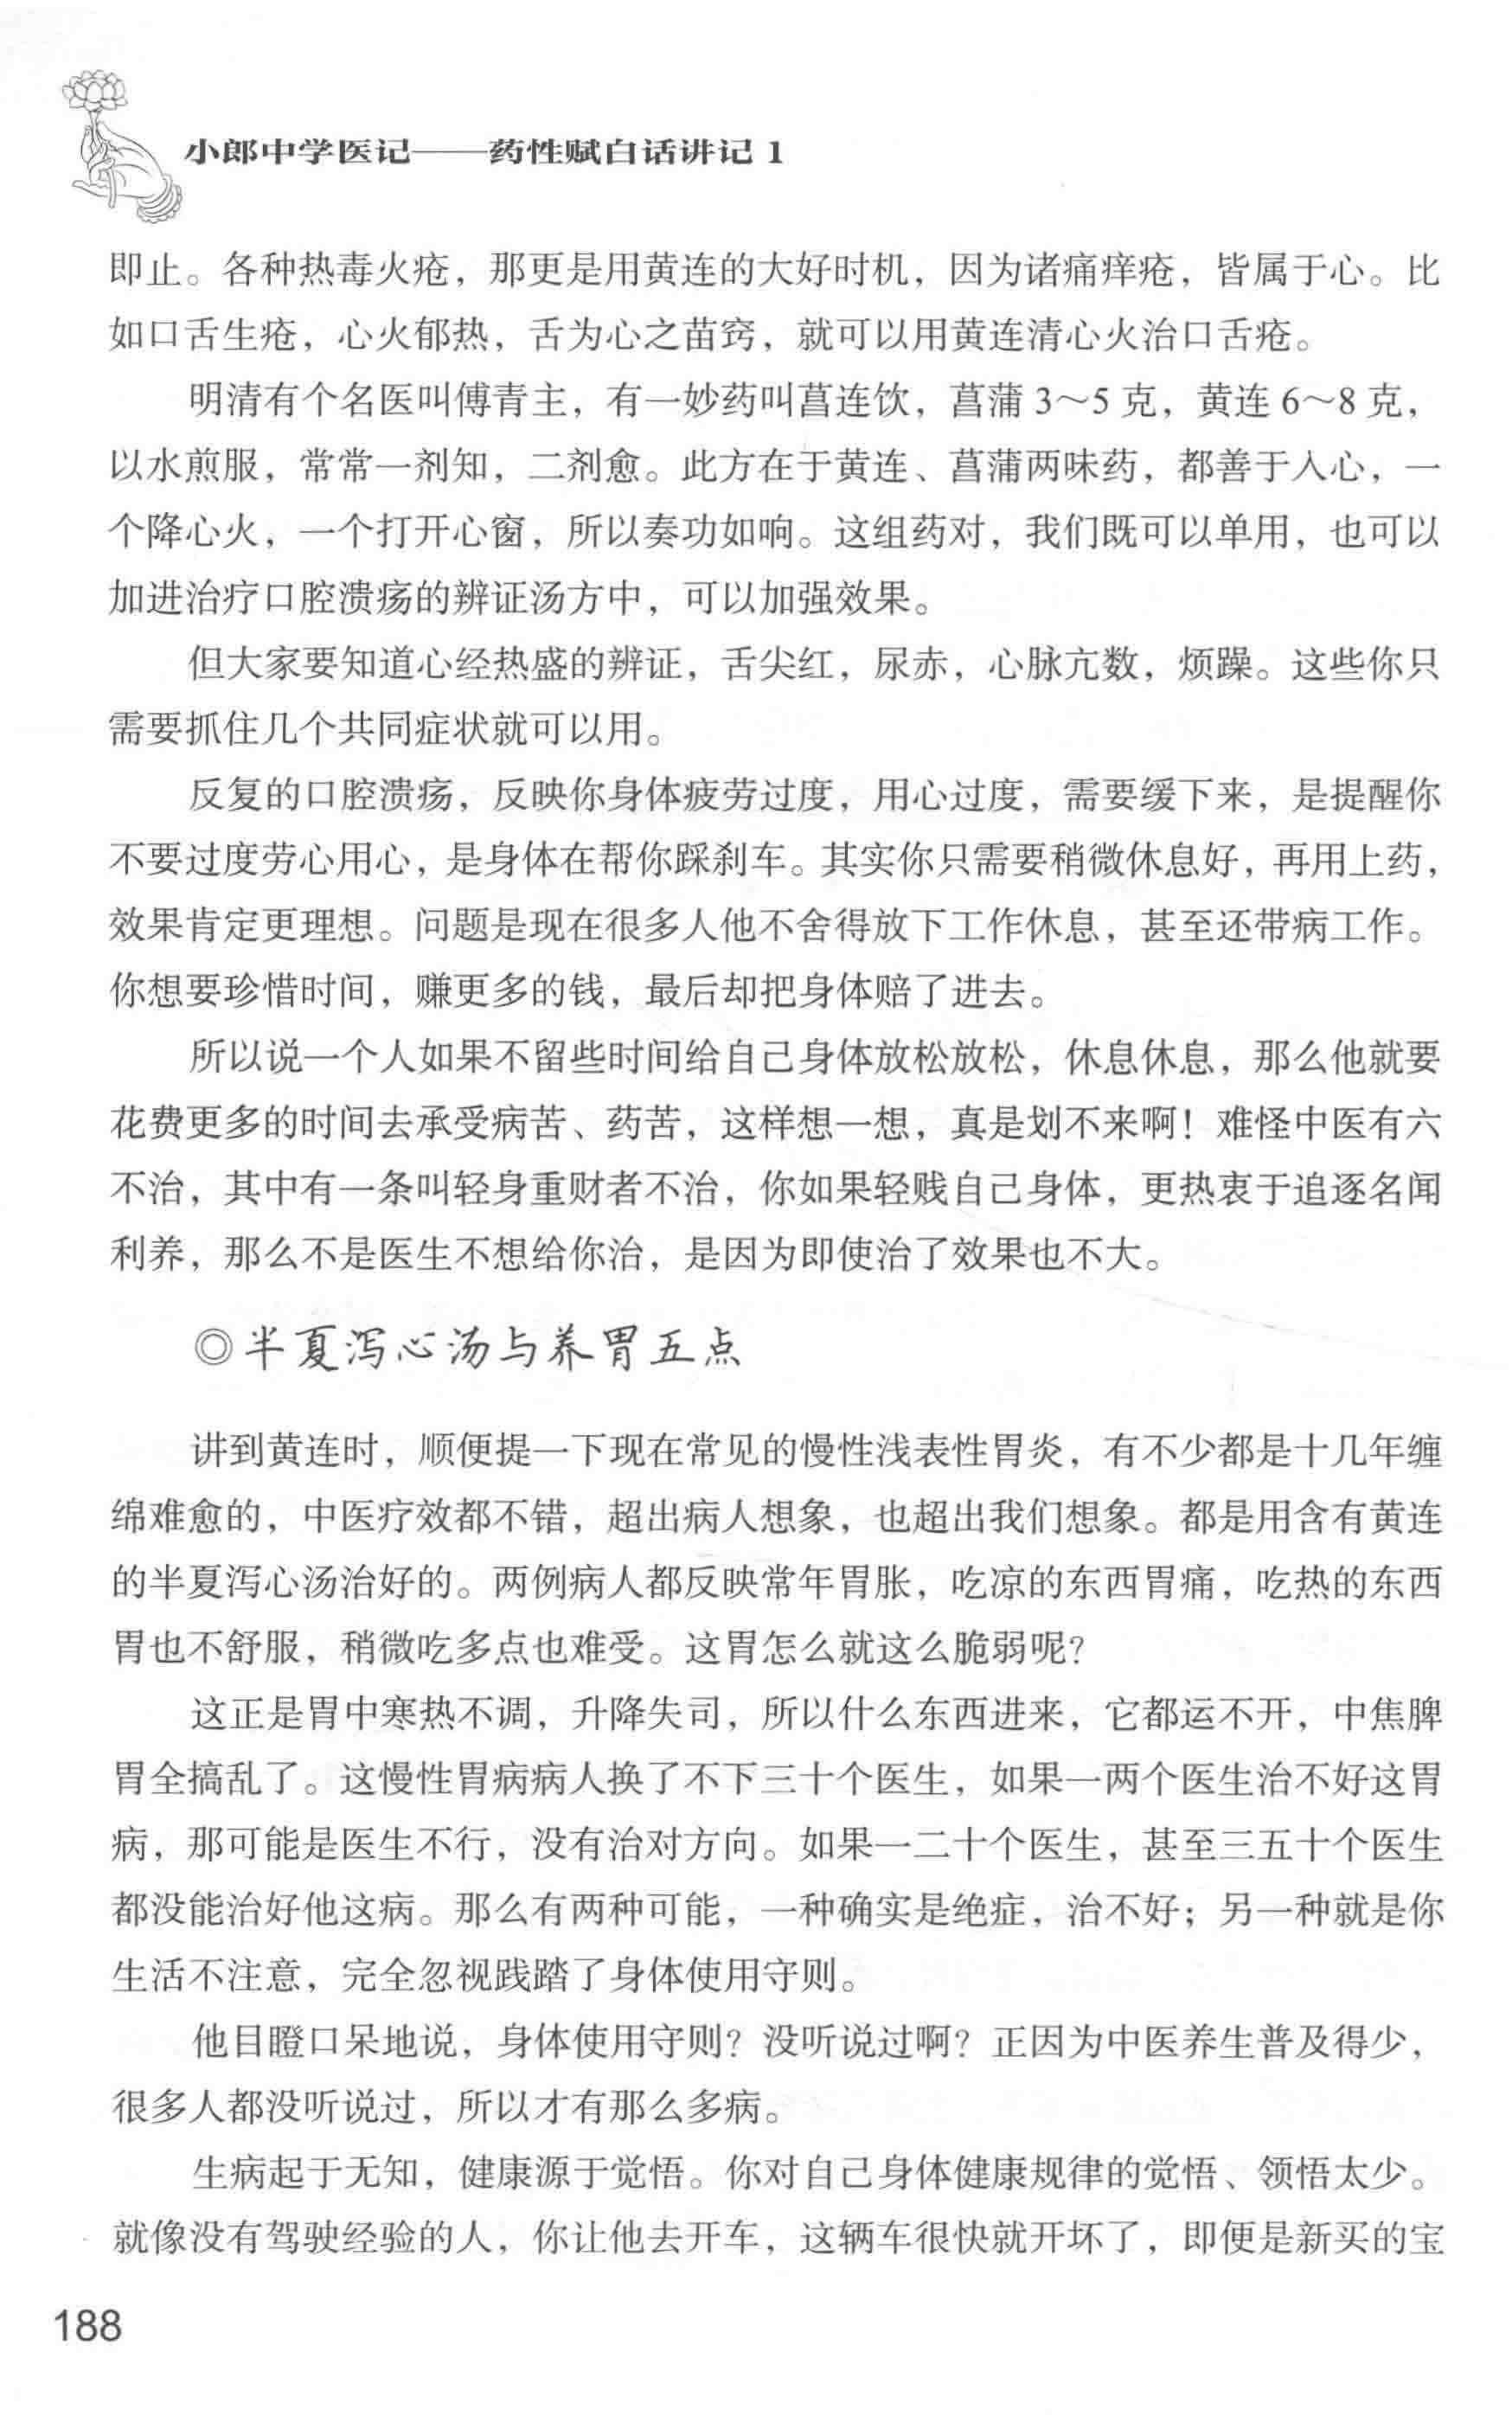 小郎中学医记——药性赋白话讲记 1
即止。各种热毒火疮，那更是用黄连的大好时机，因为诸痛痒疮，皆属于心。比
如口舌生疮，心火郁热，舌为心之苗窍，就可以用黄连清心火治口舌疮。
明清有个名医叫傅青主，有一妙药叫菖连饮，菖蒲 3～5 克，黄连 6～8 克，
以水煎服，常常一剂知，二剂愈。此方在于黄连、菖蒲两味药，都善于入心，一
个降心火，一个打开心窗，所以奏功如响。这组药对，我们既可以单用，也可以
加进治疗口腔溃疡的辨证汤方中，可以加强效果。
但大家要知道心经热盛的辨证，舌尖红，尿赤，心脉亢数，烦躁。这些你只
需要抓住几个共同症状就可以用。
反复的口腔溃疡，反映你身体疲劳过度，用心过度，需要缓下来，是提醒你
不要过度劳心用心，是身体在帮你踩刹车。其实你只需要稍微休息好，再用上药，
效果肯定更理想。问题是现在很多人他不舍得放下工作休息，甚至还带病工作。
你想要珍惜时间，赚更多的钱，最后却把身体赔了进去。
所以说一个人如果不留些时间给自己身体放松放松，休息休息，那么他就要
花费更多的时间去承受病苦、药苦，这样想一想，真是划不来啊！难怪中医有六
不治，其中有一条叫轻身重财者不治，你如果轻贱自己身体，更热衷于追逐名闻
利养，那么不是医生不想给你治，是因为即使治了效果也不大。
◎半夏泻心汤与养胃五点
讲到黄连时，顺便提一下现在常见的慢性浅表性胃炎，有不少都是十几年缠
绵难愈的，中医疗效都不错，超出病人想象，也超出我们想象。都是用含有黄连
的半夏泻心汤治好的。两例病人都反映常年胃胀，吃凉的东西胃痛，吃热的东西
胃也不舒服，稍微吃多点也难受。这胃怎么就这么脆弱呢？
这正是胃中寒热不调，升降失司，所以什么东西进来，它都运不开，中焦脾
胃全搞乱了。这慢性胃病病人换了不下三十个医生，如果一两个医生治不好这胃
病，那可能是医生不行，没有治对方向。如果一二十个医生，甚至三五十个医生
都没能治好他这病。那么有两种可能，一种确实是绝症，治不好；另一种就是你
生活不注意，完全忽视践踏了身体使用守则。
他目瞪口呆地说，身体使用守则？没听说过啊？正因为中医养生普及得少，
很多人都没听说过，所以才有那么多病。
生病起于无知，健康源于觉悟。你对自己身体健康规律的觉悟、领悟太少。
就像没有驾驶经验的人，你让他去开车，这辆车很快就开坏了，即便是新买的宝
188